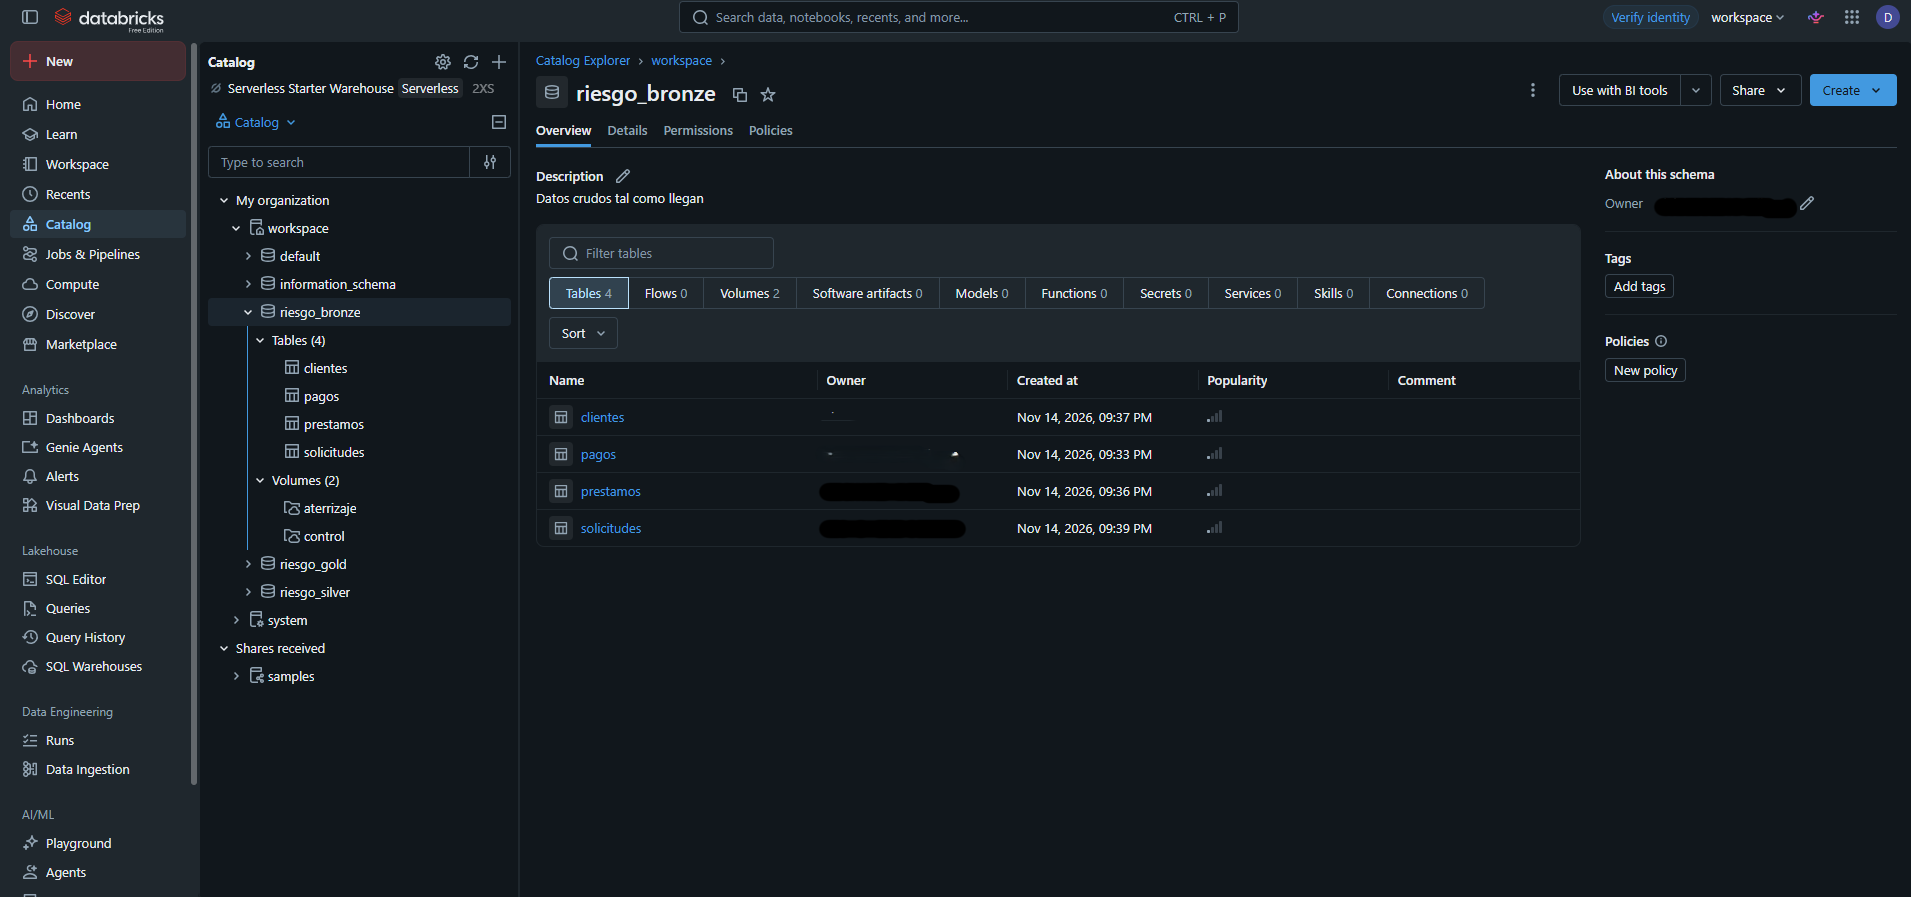 databricks
Free Edition
Search data, notebooks, recents, and more...
CTRL + P
Verify identity
workspace
D
New
Home
Learn
Workspace
Recents
Catalog
Jobs & Pipelines
Compute
Discover
Marketplace
Analytics
Dashboards
Genie Agents
Alerts
Visual Data Prep
Lakehouse
SQL Editor
Queries
Query History
SQL Warehouses
Data Engineering
Runs
Data Ingestion
AI/ML
Playground
Agents
Catalog
Serverless Starter Warehouse Serverless 2XS
Catalog
Type to search
My organization
workspace
default
information_schema
riesgo_bronze
Tables (4)
clientes
pagos
prestamos
solicitudes
Volumes (2)
aterrizaje
control
riesgo_gold
riesgo_silver
system
Shares received
samples
Catalog Explorer › workspace ›
riesgo_bronze
Use with BI tools
Share
Create
Overview Details Permissions Policies
Description
Datos crudos tal como llegan
Filter tables
Tables 4 Flows 0 Volumes 2 Software artifacts 0 Models 0 Functions 0 Secrets 0 Services 0 Skills 0 Connections 0
Sort
Name Owner Created at Popularity Comment
clientes Nov 14, 2026, 09:37 PM
pagos Nov 14, 2026, 09:33 PM
prestamos Nov 14, 2026, 09:36 PM
solicitudes Nov 14, 2026, 09:39 PM
About this schema
Owner
Tags
Add tags
Policies
New policy